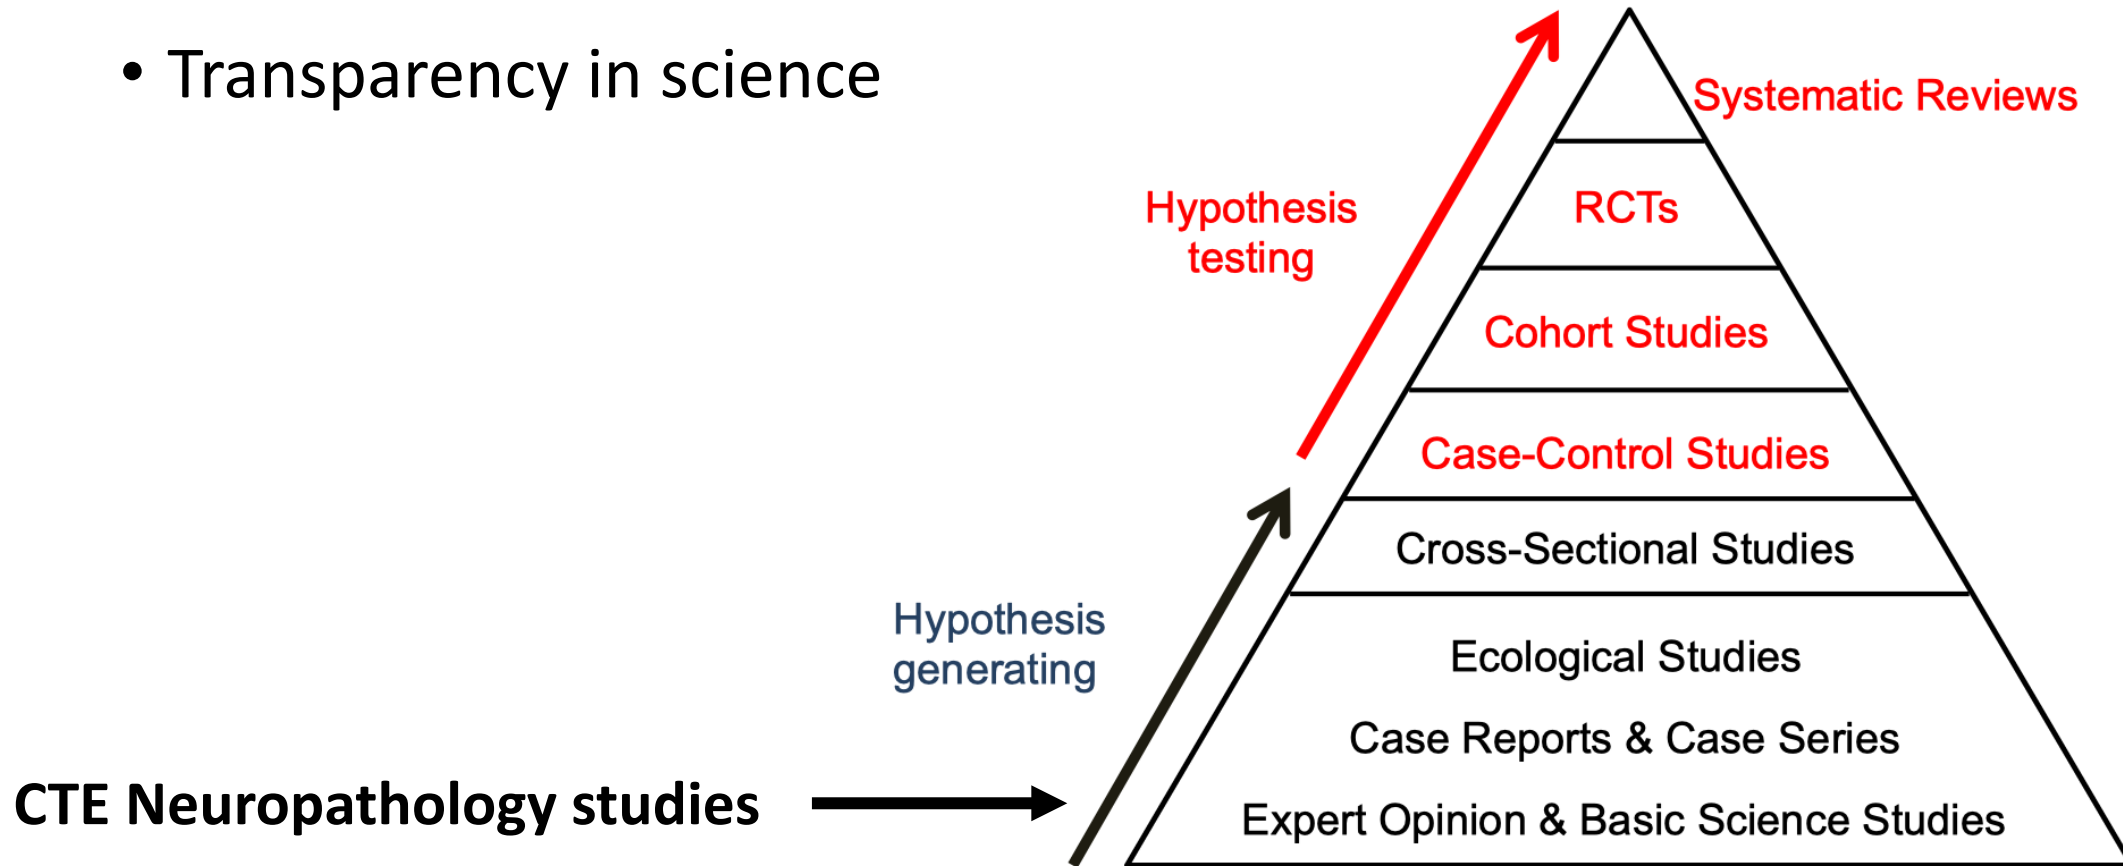 • Transparency in science
Systematic Reviews
Hypothesis
testing
RCTs
Cohort Studies
Case-Control Studies
Cross-Sectional Studies
Hypothesis
generating
Ecological Studies
Case Reports & Case Series
CTE Neuropathology studies
Expert Opinion & Basic Science Studies